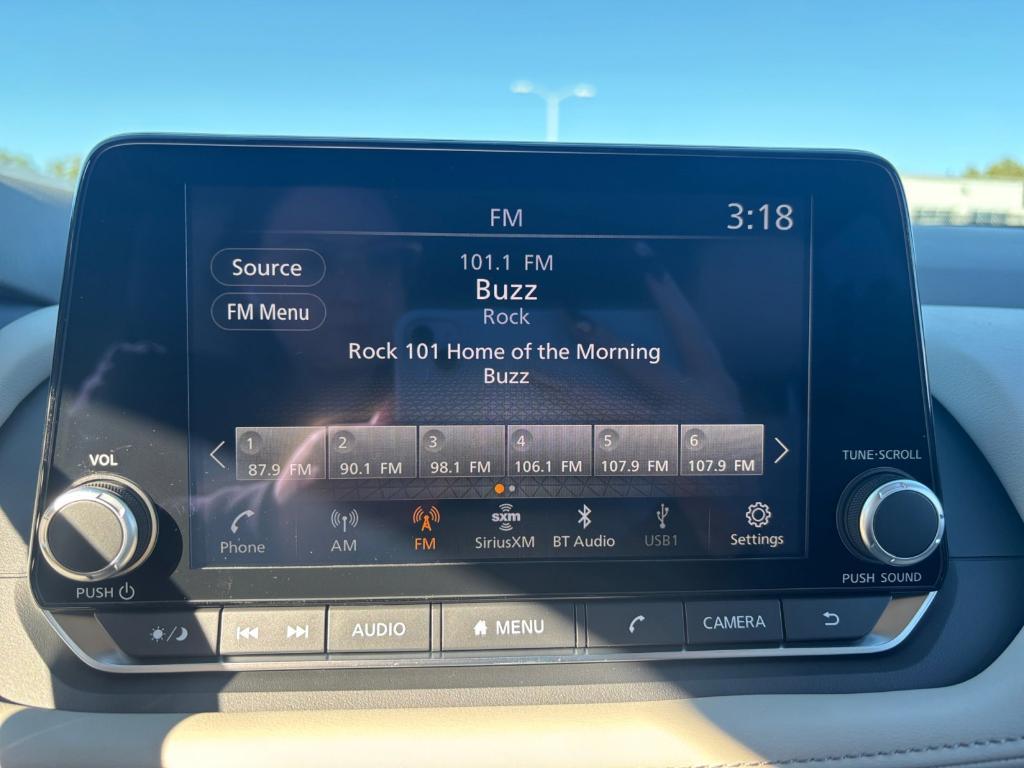 FM
3:18
Source
101.1 FM
Buzz
FM Menu
Rock
Rock 101 Home of the Morning
Buzz
1 2 3 4 5 6
87.9 FM 90.1 FM 98.1 FM 106.1 FM 107.9 FM 107.9 FM
VOL
TUNE·SCROLL
Phone AM FM sxm SiriusXM BT Audio USB1 Settings
PUSH
PUSH SOUND
AUDIO MENU CAMERA